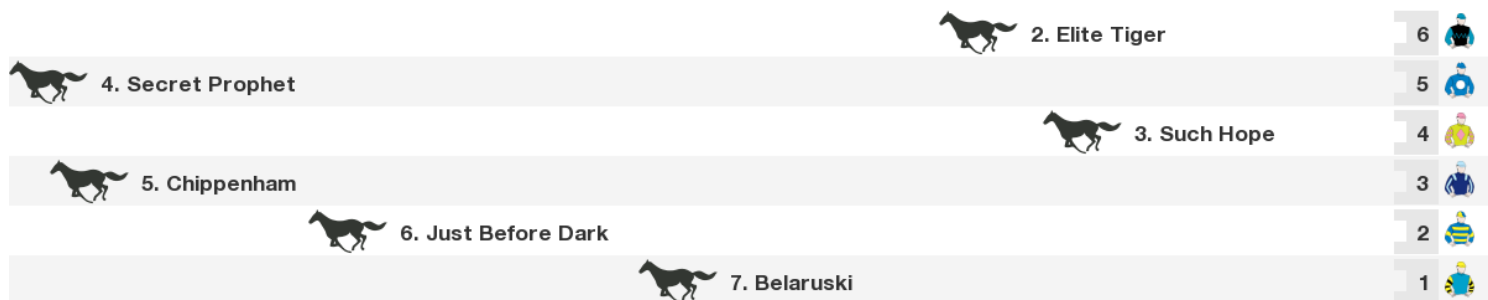 2. Elite Tiger 6
4. Secret Prophet 5
3. Such Hope 4
5. Chippenham 3
6. Just Before Dark 2
7. Belaruski 1